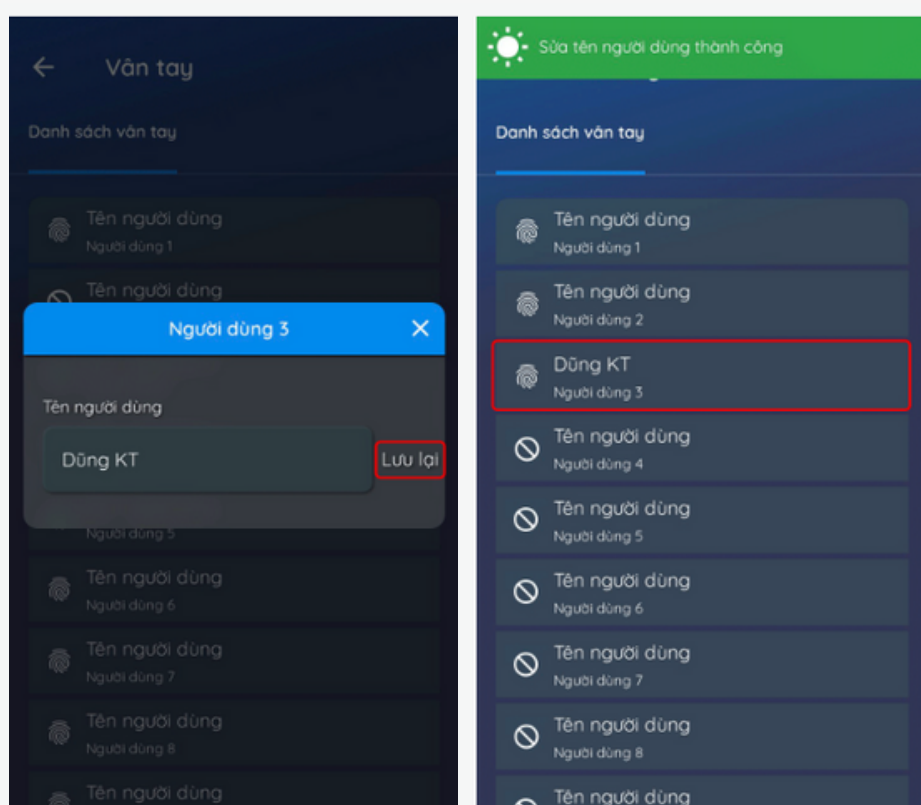 Vân tay
Danh sách vân tay
Tên người dùng
Người dùng 1
Tên người dùng
Người dùng 3
Tên người dùng
Dũng KT
Lưu lại
Người dùng 5
Tên người dùng
Người dùng 6
Tên người dùng
Người dùng 7
Tên người dùng
Người dùng 8
Tên người dùng
Sửa tên người dùng thành công
Danh sách vân tay
Tên người dùng
Người dùng 1
Tên người dùng
Người dùng 2
Dũng KT
Người dùng 3
Tên người dùng
Người dùng 4
Tên người dùng
Người dùng 5
Tên người dùng
Người dùng 6
Tên người dùng
Người dùng 7
Tên người dùng
Người dùng 8
Tên người dùng